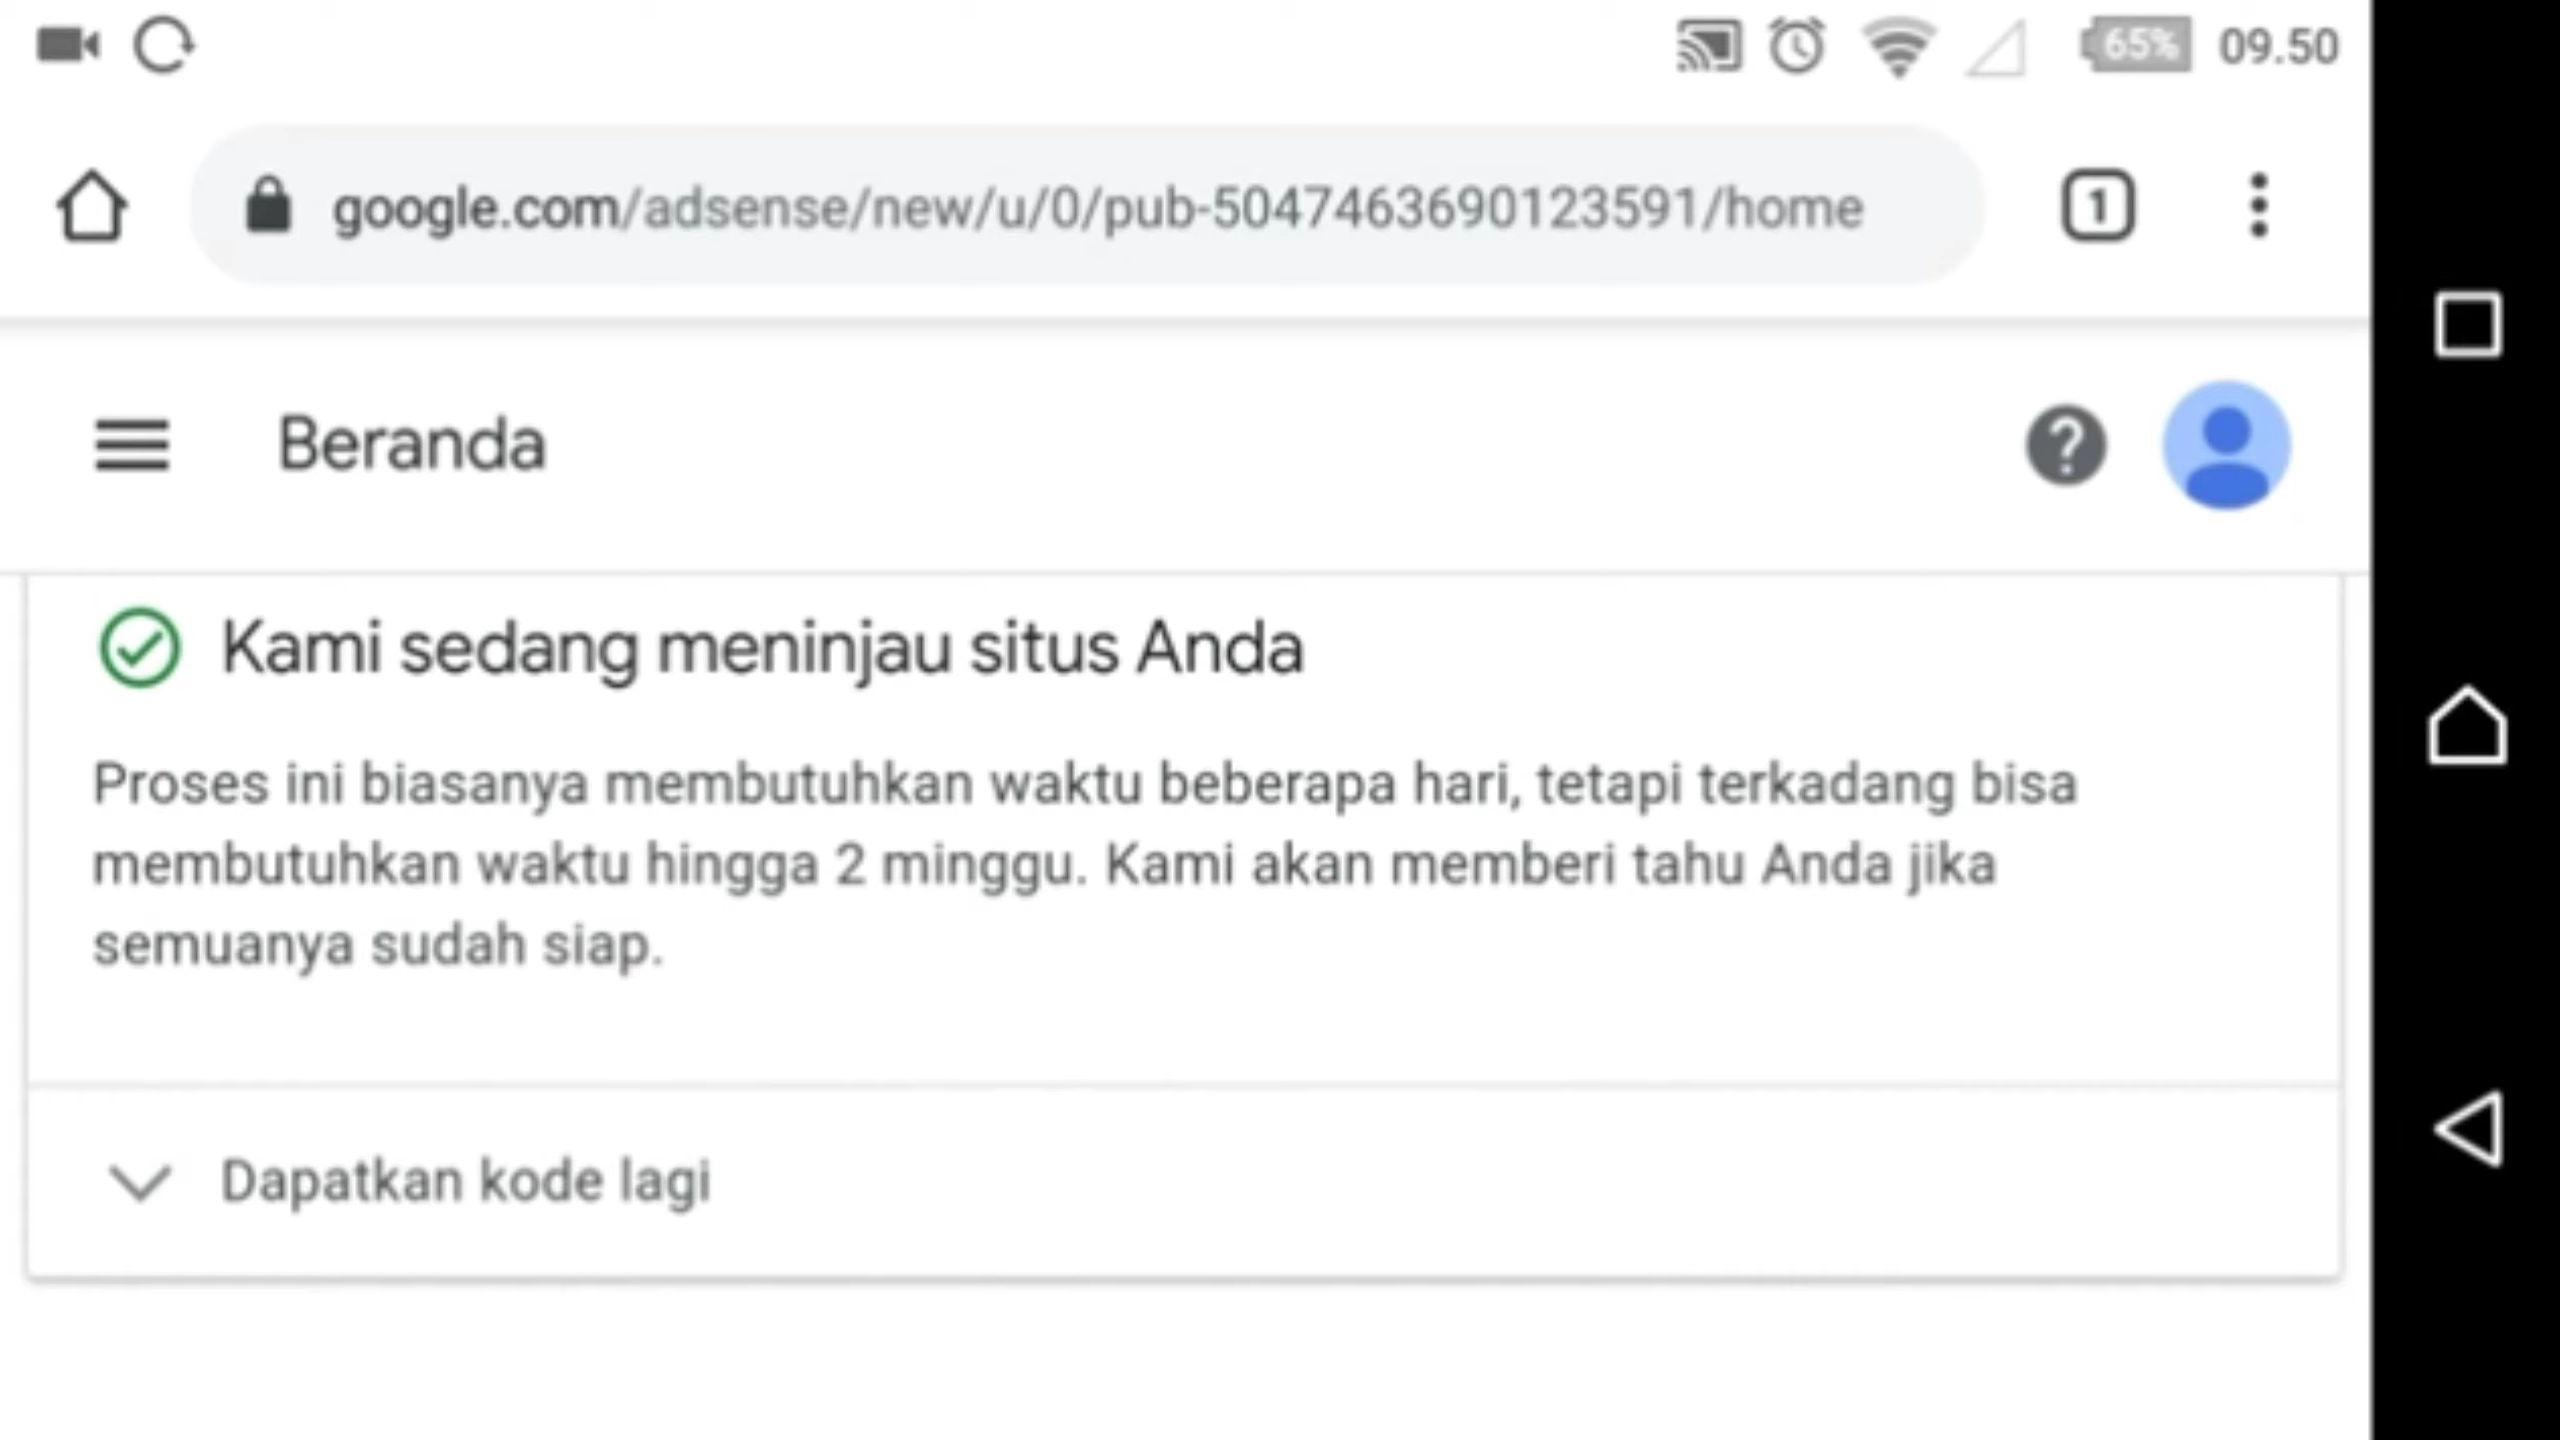 65% 09.50
google.com/adsense/new/u/0/pub-5047463690123591/home
1
Beranda
Kami sedang meninjau situs Anda
Proses ini biasanya membutuhkan waktu beberapa hari, tetapi terkadang bisa
membutuhkan waktu hingga 2 minggu. Kami akan memberi tahu Anda jika
semuanya sudah siap.
Dapatkan kode lagi